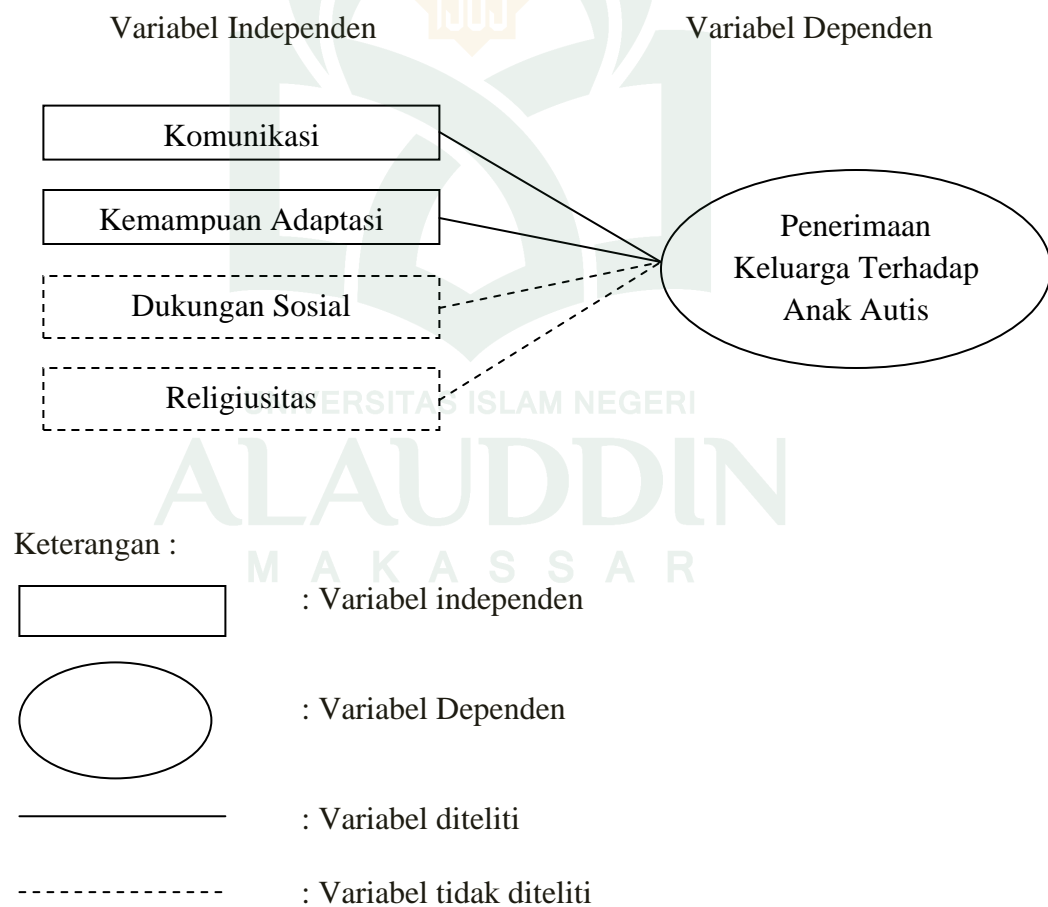 Variabel Independen Variabel Dependen
Komunikasi
Kemampuan Adaptasi
Dukungan Sosial
Religiusitas
Penerimaan
Keluarga Terhadap
Anak Autis
UNIVERSITAS ISLAM NEGERI
ALAUDDIN
MAKASSAR
Keterangan :
: Variabel independen
: Variabel Dependen
: Variabel diteliti
: Variabel tidak diteliti